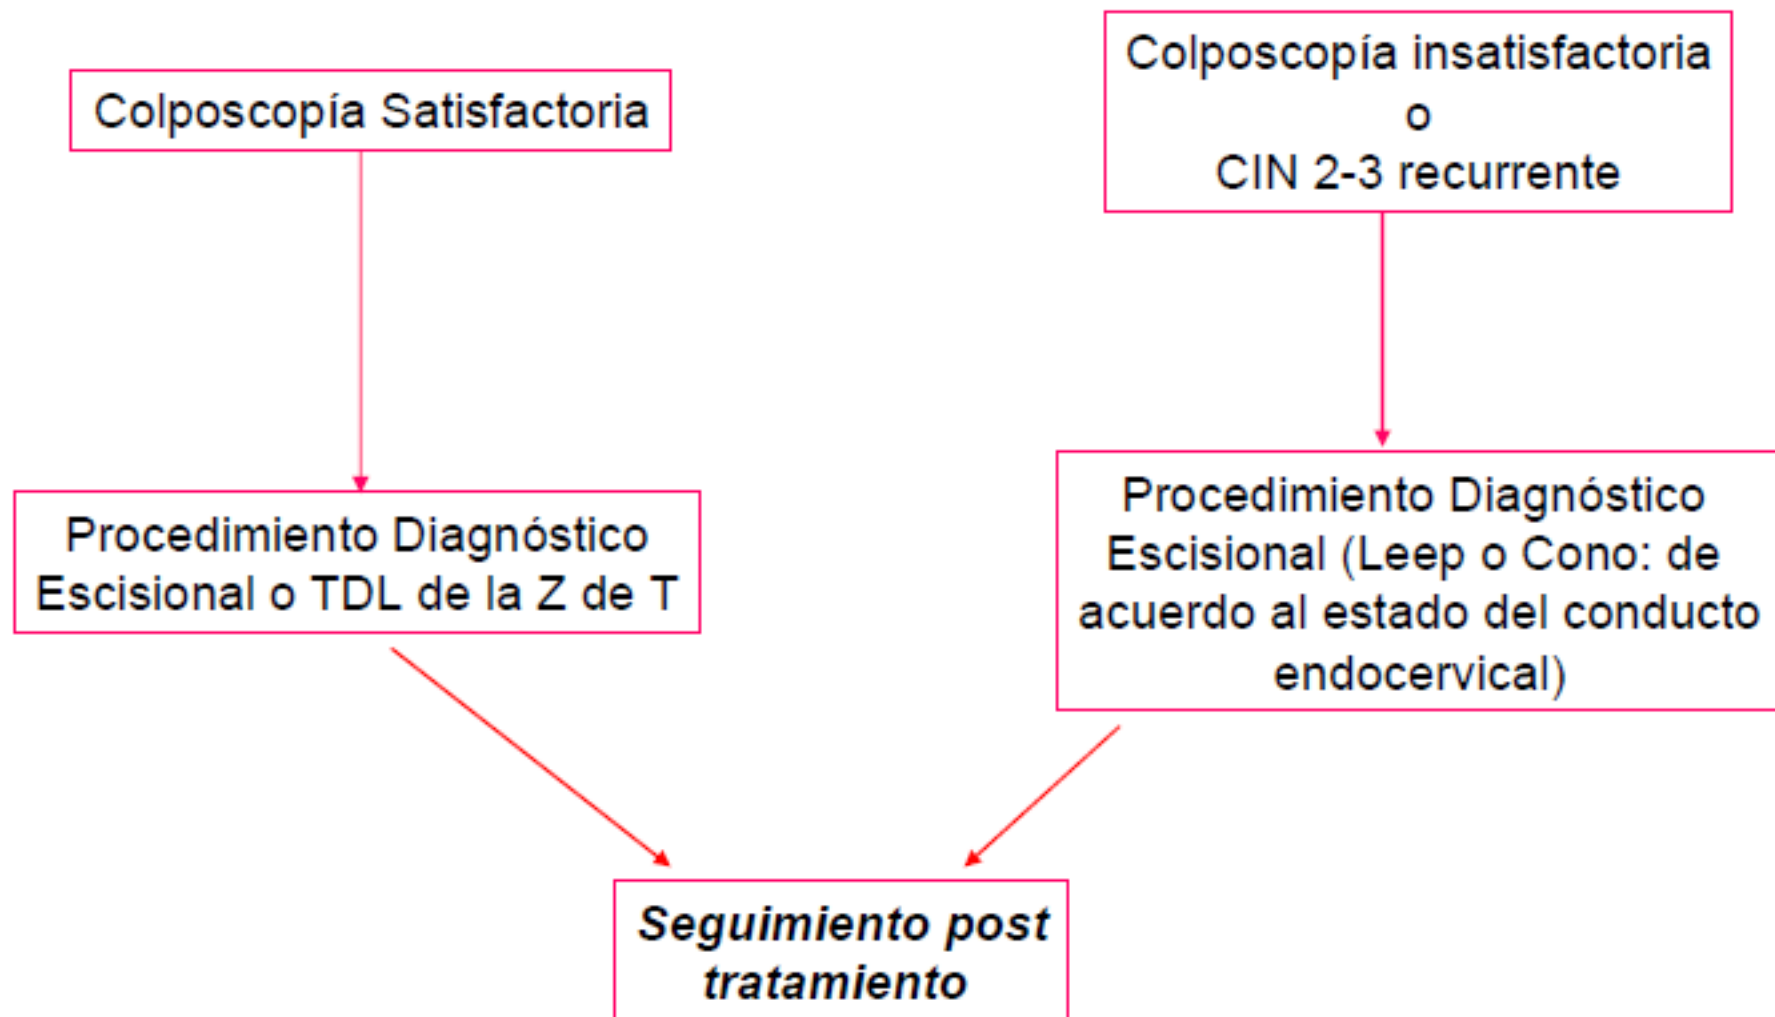 Colposcopía Satisfactoria
Colposcopía insatisfactoria
o
CIN 2-3 recurrente
Procedimiento Diagnóstico
Escisional o TDL de la Z de T
Procedimiento Diagnóstico
Escisional (Leep o Cono: de
acuerdo al estado del conducto
endocervical)
Seguimiento post
tratamiento